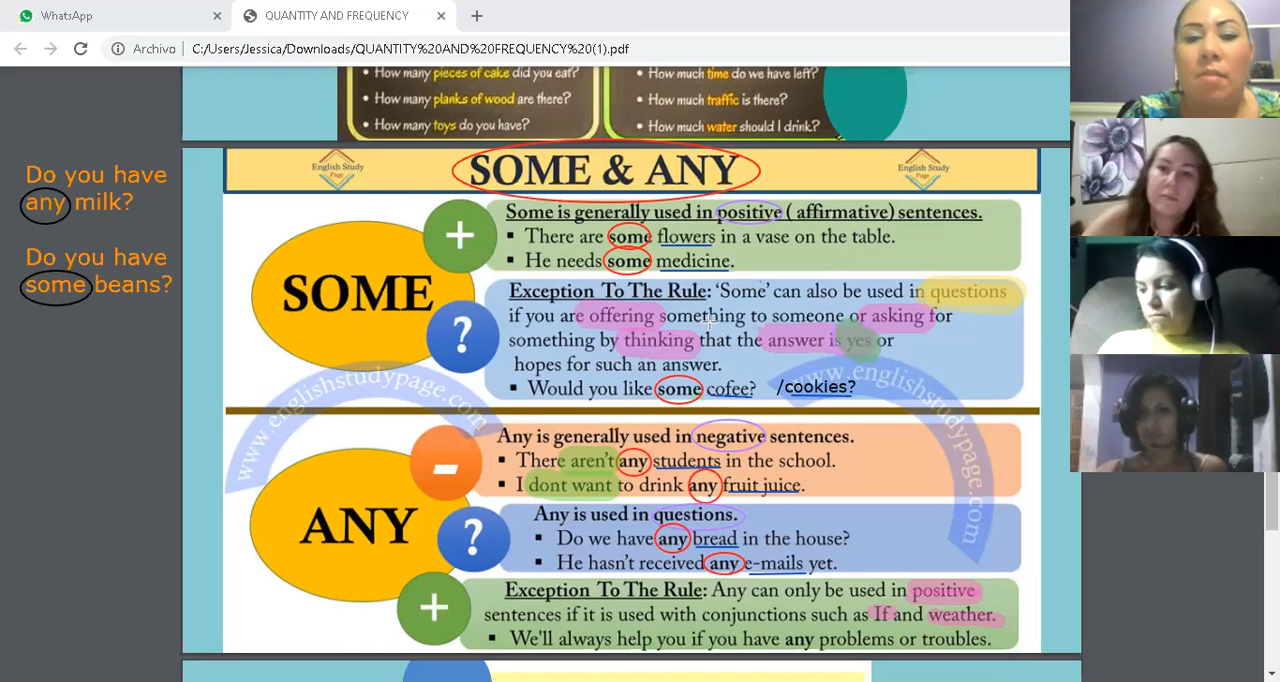 WhatsApp
QUANTITY AND FREQUENCY
Archivo
C:/Users/Jessica/Downloads/QUANTITY%20AND%20FREQUENCY%20(1).pdf
• How many pieces of cake did you eat?
• How many planks of wood are there?
• How many toys do you have?
• How much time do we have left?
• How much traffic is there?
• How much water should I drink?
Do you have
any milk?
Do you have
some beans?
English Study
Page
SOME & ANY
English Study
Page
SOME
+
Some is generally used in positive ( affirmative) sentences.
▪ There are some flowers in a vase on the table.
▪ He needs some medicine.
?
Exception To The Rule: ‘Some’ can also be used in questions
if you are offering something to someone or asking for
something by thinking that the answer is yes or
hopes for such an answer.
▪ Would you like some cofee? /cookies?
www.englishstudypage.com
www.englishstudypage.com
ANY
-
Any is generally used in negative sentences.
▪ There aren't any students in the school.
▪ I dont want to drink any fruit juice.
?
Any is used in questions.
▪ Do we have any bread in the house?
▪ He hasn't received any e-mails yet.
+
Exception To The Rule: Any can only be used in positive
sentences if it is used with conjunctions such as If and weather.
▪ We'll always help you if you have any problems or troubles.